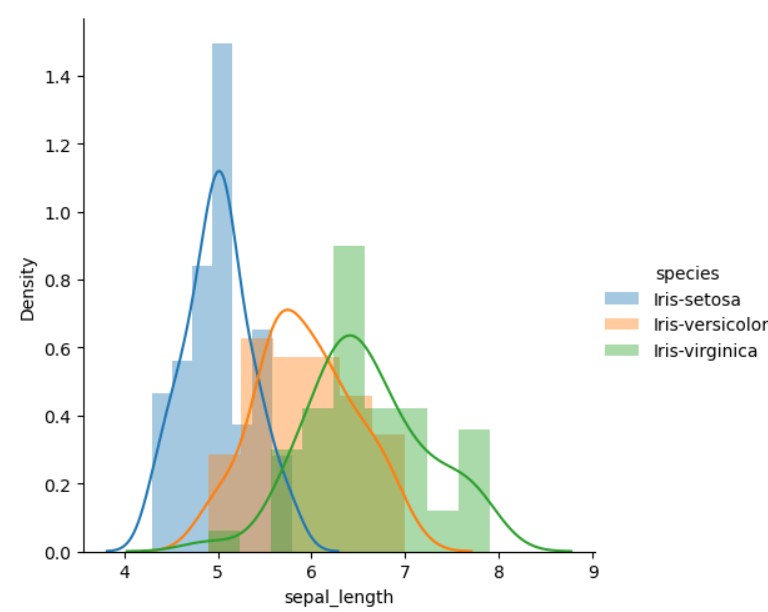 1.4
1.2
1.0
0.8
0.6
0.4
0.2
0.0
Density
4 5 6 7 8 9
sepal_length
species
Iris-setosa
Iris-versicolor
Iris-virginica